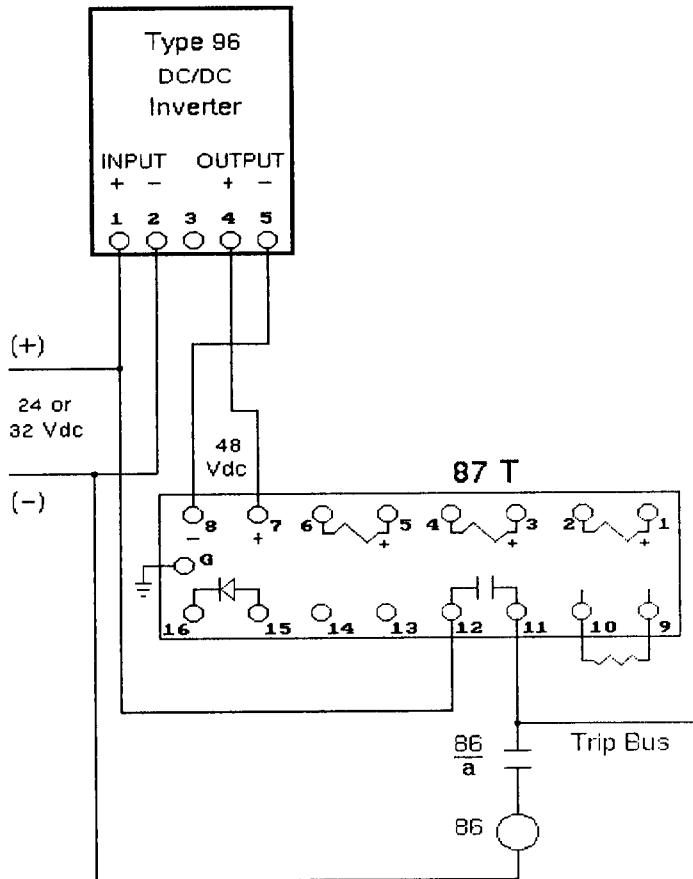 Type 96
DC/DC
Inverter
INPUT OUTPUT
+ − + −
1 2 3 4 5
(+)
24 or
32 Vdc
(−)
48
Vdc
87 T
8 7 6 5 4 3 2 1
− + + + +
G
16 15 14 13 12 11 10 9
86
a
Trip Bus
86